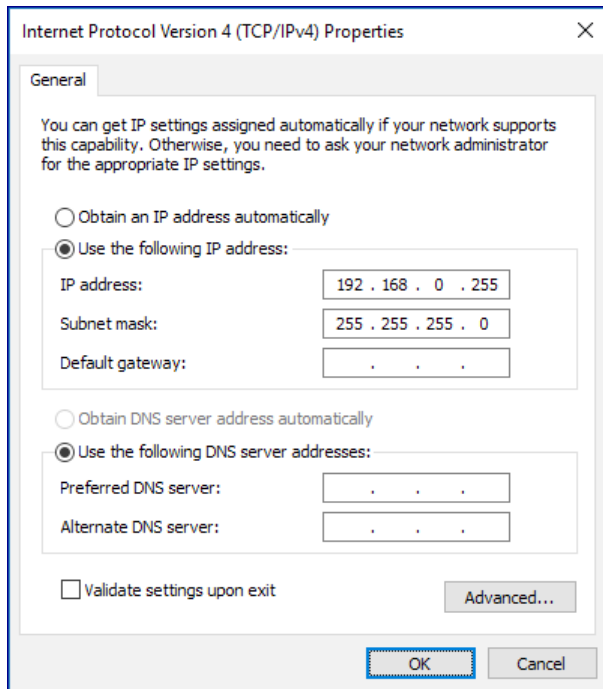 Internet Protocol Version 4 (TCP/IPv4) Properties
General
You can get IP settings assigned automatically if your network supports
this capability. Otherwise, you need to ask your network administrator
for the appropriate IP settings.
Obtain an IP address automatically
Use the following IP address:
IP address: 192 . 168 . 0 . 255
Subnet mask: 255 . 255 . 255 . 0
Default gateway: . . .
Obtain DNS server address automatically
Use the following DNS server addresses:
Preferred DNS server: . . .
Alternate DNS server: . . .
Validate settings upon exit
Advanced...
OK Cancel